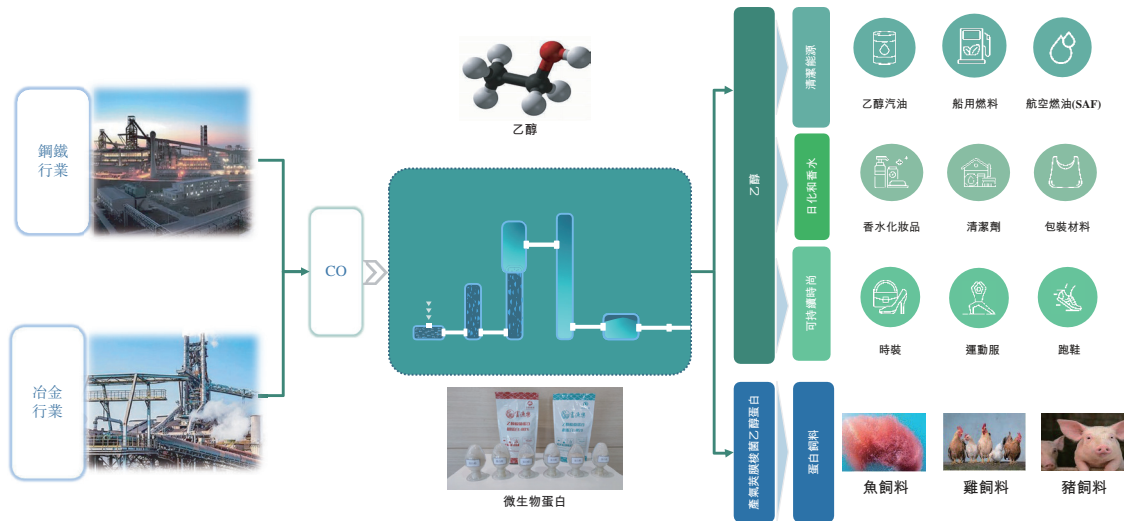 鋼鐵
行業
冶金
行業
CO
乙醇
微生物蛋白
乙醇
清潔能源
乙醇汽油
船用燃料
航空燃油(SAF)
日化和香水
香水化妝品
清潔劑
包裝材料
可持續時尚
時裝
運動服
跑鞋
產氣莢膜梭菌乙醇蛋白
蛋白飼料
魚飼料
雞飼料
豬飼料